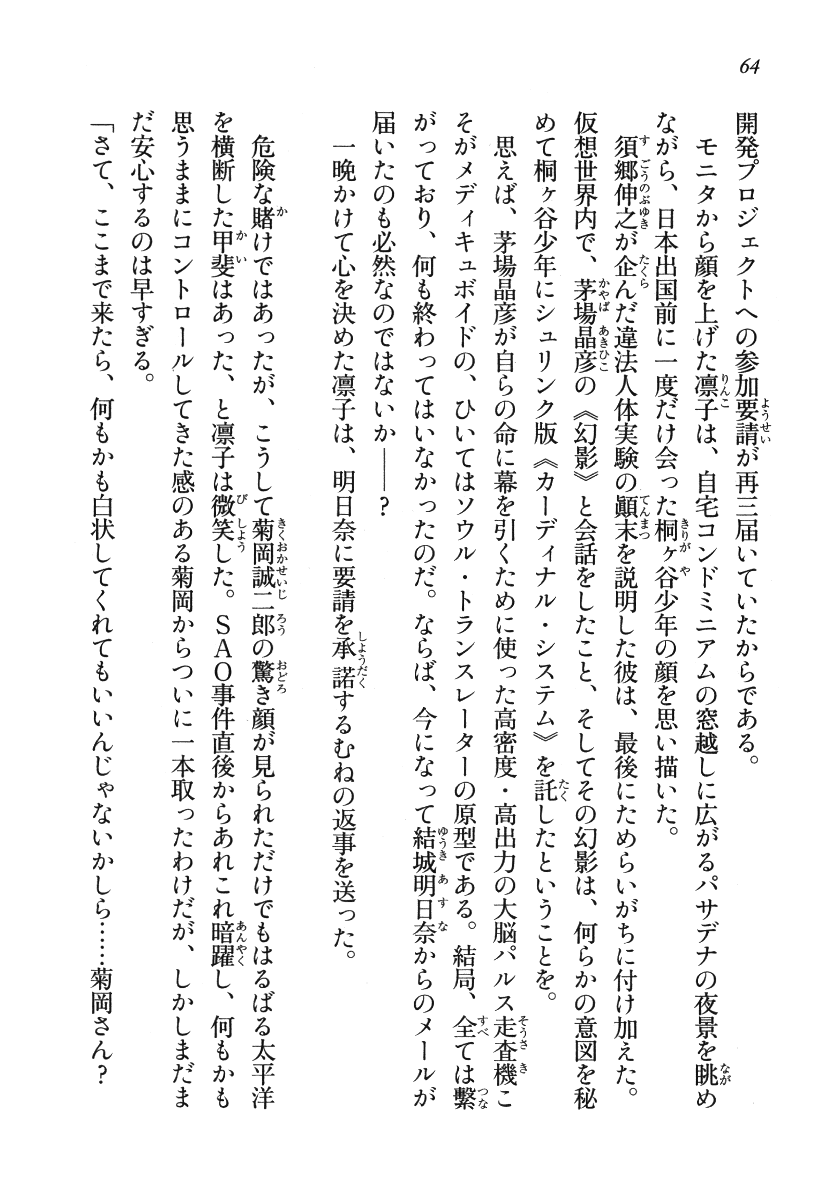 64
開発プロジェクトへの参加要請が再三届いていたからである。
　モニタから顔を上げた凛子は、自宅コンドミニアムの窓越しに広がるパサデナの夜景を眺め
ながら、日本出国前に一度だけ会った桐ヶ谷少年の顔を思い描いた。
　須郷伸之が企んだ違法人体実験の顚末を説明した彼は、最後にためらいがちに付け加えた。
仮想世界内で、茅場晶彦の《幻影》と会話をしたこと、そしてその幻影は、何らかの意図を秘
めて桐ヶ谷少年にシュリンク版《カーディナル・システム》を託したということを。
　思えば、茅場晶彦が自らの命に幕を引くために使った高密度・高出力の大脳パルス走査機こ
そがメディキュボイドの、ひいてはソウル・トランスレーターの原型である。結局、全ては繫
がっており、何も終わってはいなかったのだ。ならば、今になって結城明日奈からのメールが
届いたのも必然なのではないか――？
　一晩かけて心を決めた凛子は、明日奈に要請を承諾するむねの返事を送った。
　危険な賭けではあったが、こうして菊岡誠二郎の驚き顔が見られただけでもはるばる太平洋
を横断した甲斐はあった、と凛子は微笑した。ＳＡＯ事件直後からあれこれ暗躍し、何もかも
思うままにコントロールしてきた感のある菊岡からついに一本取ったわけだが、しかしまだま
だ安心するのは早すぎる。
「さて、ここまで来たら、何もかも白状してくれてもいいんじゃないかしら……菊岡さん？